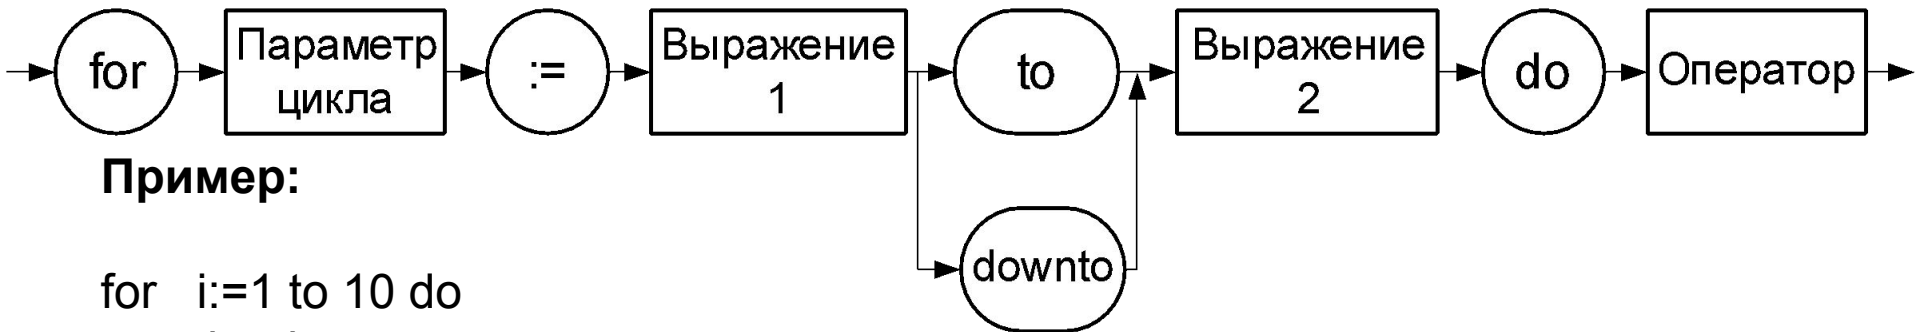 for
Параметр
цикла
:=
Выражение
1
to
downto
Выражение
2
do
Оператор
Пример:
for i:=1 to 10 do